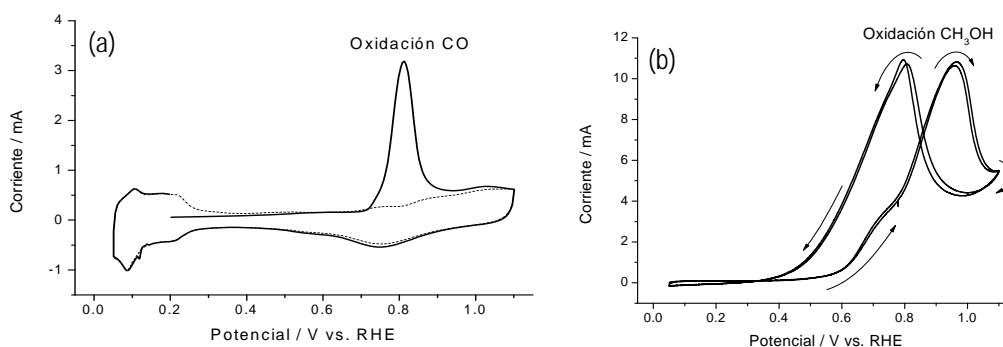 (a)
Oxidación CO
Corriente / mA
4
3
2
1
0
-1
0.0 0.2 0.4 0.6 0.8 1.0
Potencial / V vs. RHE
(b)
Oxidación CH₃OH
Corriente / mA
12
10
8
6
4
2
0
0.0 0.2 0.4 0.6 0.8 1.0
Potencial / V vs. RHE